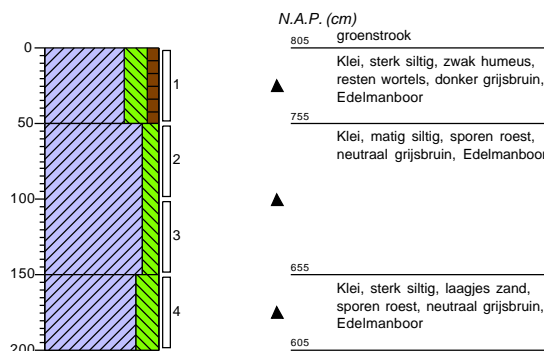 N.A.P. (cm)
0
805
groenstrook
Klei, sterk siltig, zwak humeus,
resten wortels, donker grijsbruin,
Edelmanboor
1
50
755
Klei, matig siltig, sporen roest,
neutraal grijsbruin, Edelmanboor
2
100
3
150
655
Klei, sterk siltig, laagjes zand,
sporen roest, neutraal grijsbruin,
Edelmanboor
4
200
605